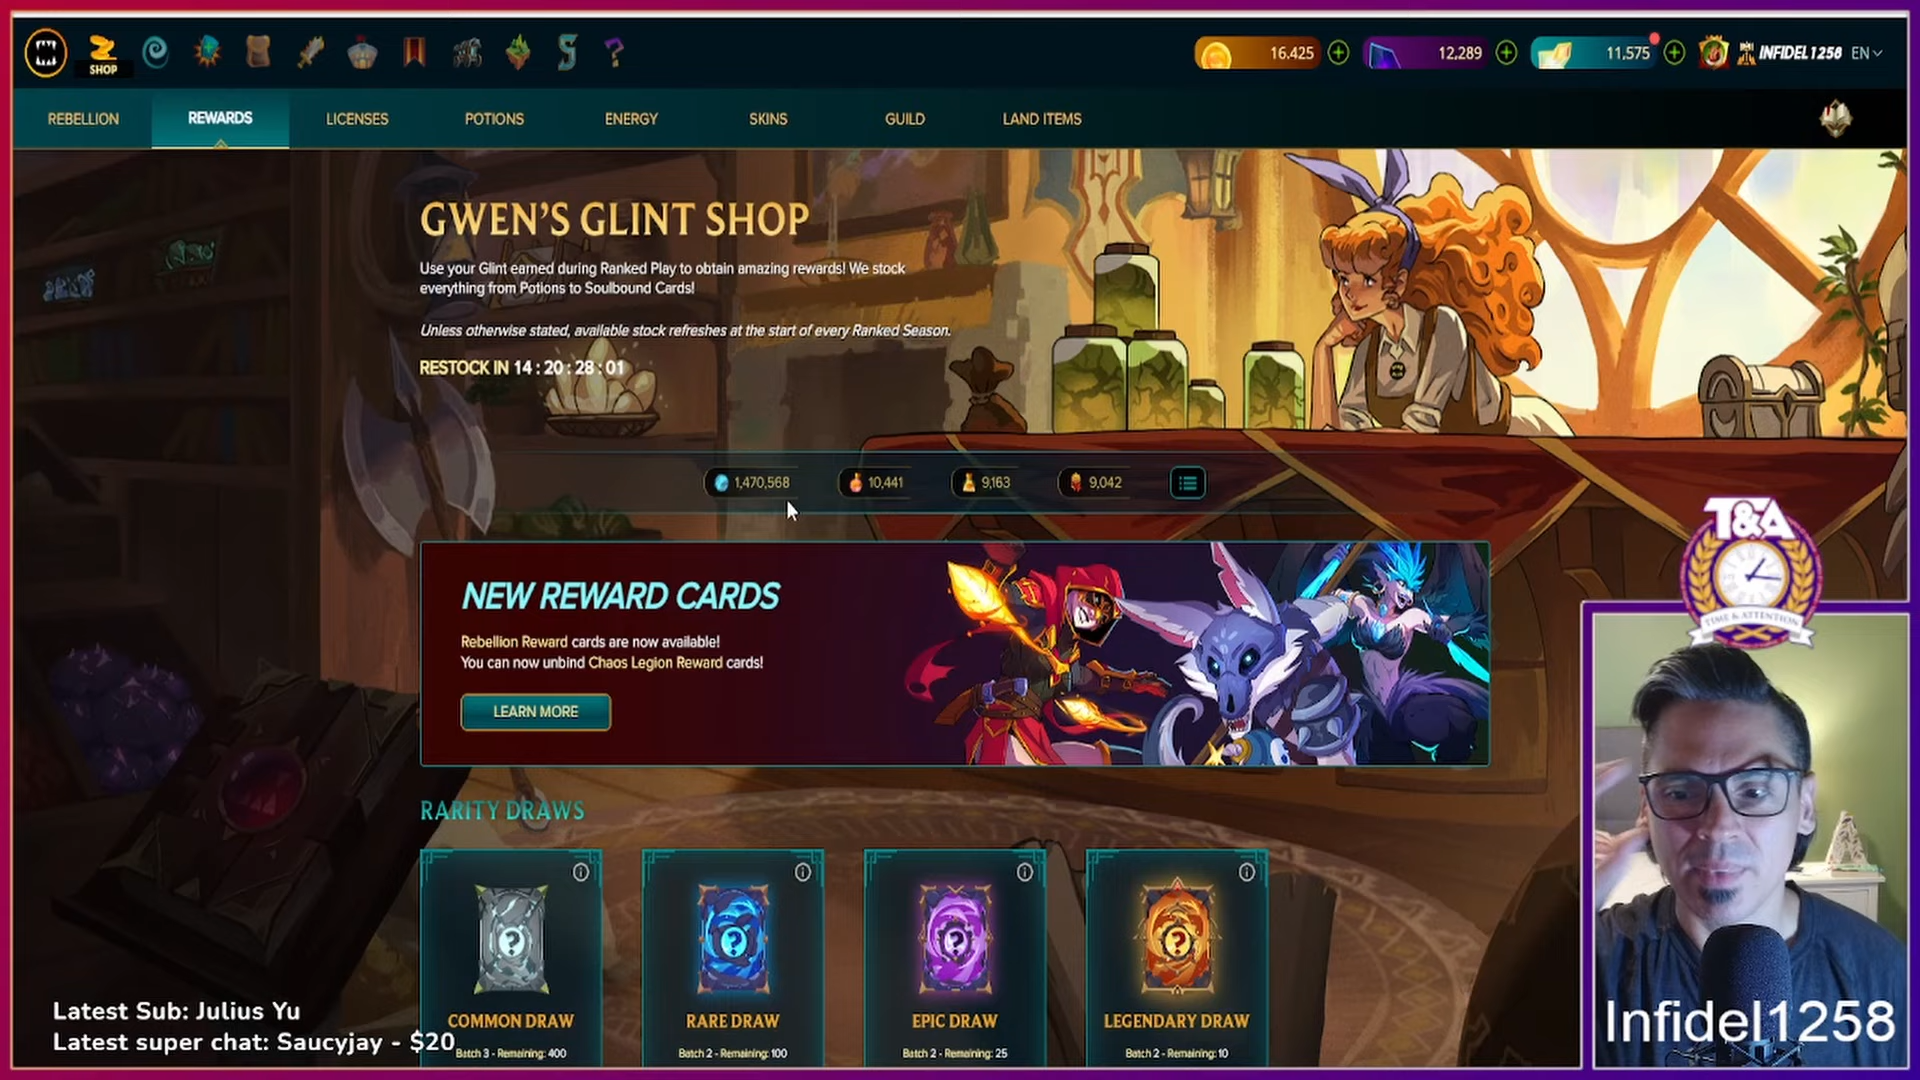 SHOP
16.425
12,289
11,575
INFIDEL1258
EN
REBELLION
REWARDS
LICENSES
POTIONS
ENERGY
SKINS
GUILD
LAND ITEMS
GWEN'S GLINT SHOP
Use your Glint earned during Ranked Play to obtain amazing rewards! We stock
everything from Potions to Soulbound Cards!
Unless otherwise stated, available stock refreshes at the start of every Ranked Season.
RESTOCK IN 14 : 20 : 28 : 01
1,470,568
10,441
9,163
9,042
NEW REWARD CARDS
Rebellion Reward cards are now available!
You can now unbind Chaos Legion Reward cards!
LEARN MORE
T&A
TIME & ATTENTION
RARITY DRAWS
COMMON DRAW
Batch 3 - Remaining: 400
RARE DRAW
Batch 2 - Remaining: 100
EPIC DRAW
Batch 2 - Remaining: 25
LEGENDARY DRAW
Batch 2 - Remaining: 10
Latest Sub: Julius Yu
Latest super chat: Saucyjay - $20
Infidel1258